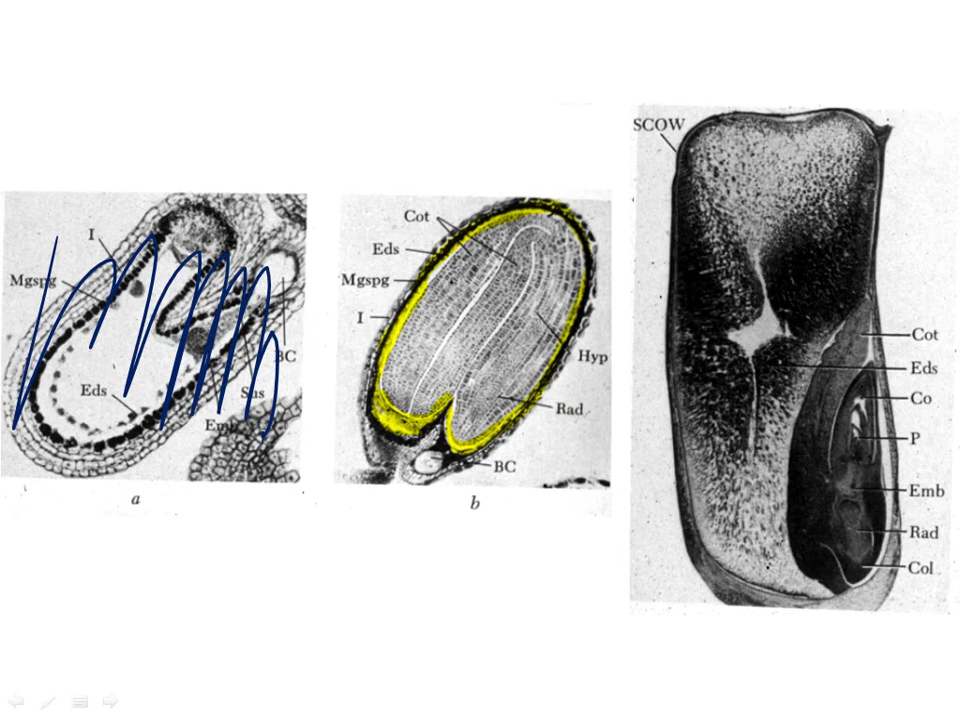 I
Mgspg
Eds
BC
Sus
Emb
a
Cot
Eds
Mgspg
I
Hyp
Rad
BC
b
SCOW
Cot
Eds
Co
P
Emb
Rad
Col